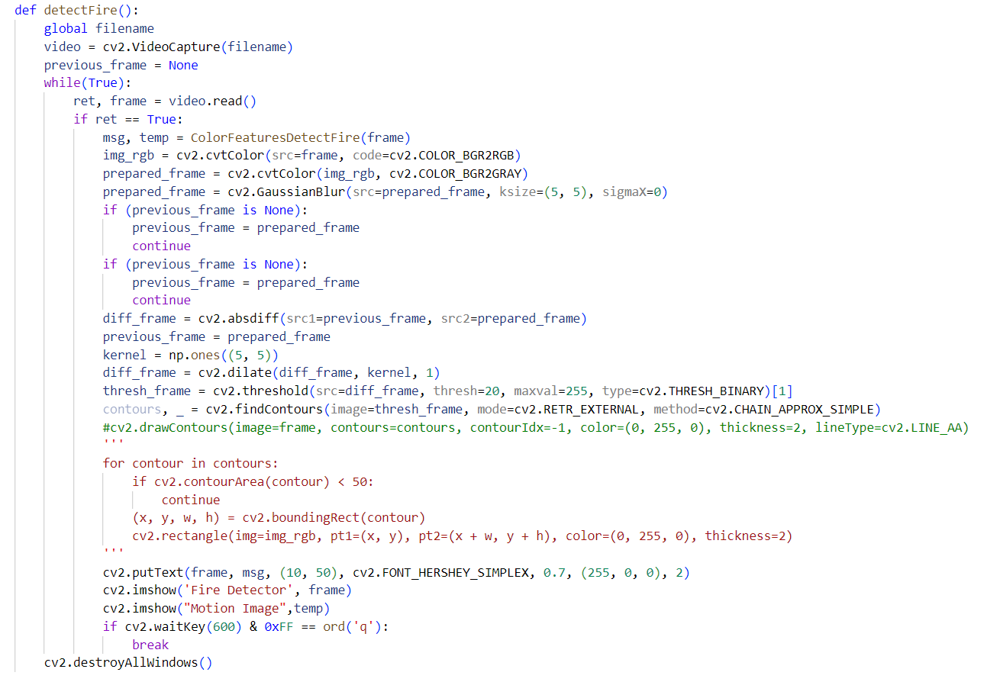 def detectFire():
    global filename
    video = cv2.VideoCapture(filename)
    previous_frame = None
    while(True):
        ret, frame = video.read()
        if ret == True:
            msg, temp = ColorFeaturesDetectFire(frame)
            img_rgb = cv2.cvtColor(src=frame, code=cv2.COLOR_BGR2RGB)
            prepared_frame = cv2.cvtColor(img_rgb, cv2.COLOR_BGR2GRAY)
            prepared_frame = cv2.GaussianBlur(src=prepared_frame, ksize=(5, 5), sigmaX=0)
            if (previous_frame is None):
                previous_frame = prepared_frame
                continue
            if (previous_frame is None):
                previous_frame = prepared_frame
                continue
            diff_frame = cv2.absdiff(src1=previous_frame, src2=prepared_frame)
            previous_frame = prepared_frame
            kernel = np.ones((5, 5))
            diff_frame = cv2.dilate(diff_frame, kernel, 1)
            thresh_frame = cv2.threshold(src=diff_frame, thresh=20, maxval=255, type=cv2.THRESH_BINARY)[1]
            contours, _ = cv2.findContours(image=thresh_frame, mode=cv2.RETR_EXTERNAL, method=cv2.CHAIN_APPROX_SIMPLE)
            #cv2.drawContours(image=frame, contours=contours, contourIdx=-1, color=(0, 255, 0), thickness=2, lineType=cv2.LINE_AA)
            '''
            for contour in contours:
                if cv2.contourArea(contour) < 50:
                    continue
                (x, y, w, h) = cv2.boundingRect(contour)
                cv2.rectangle(img=img_rgb, pt1=(x, y), pt2=(x + w, y + h), color=(0, 255, 0), thickness=2)
            '''
            cv2.putText(frame, msg, (10, 50), cv2.FONT_HERSHEY_SIMPLEX, 0.7, (255, 0, 0), 2)
            cv2.imshow('Fire Detector', frame)
            cv2.imshow("Motion Image",temp)
            if cv2.waitKey(600) & 0xFF == ord('q'):
                break
    cv2.destroyAllWindows()